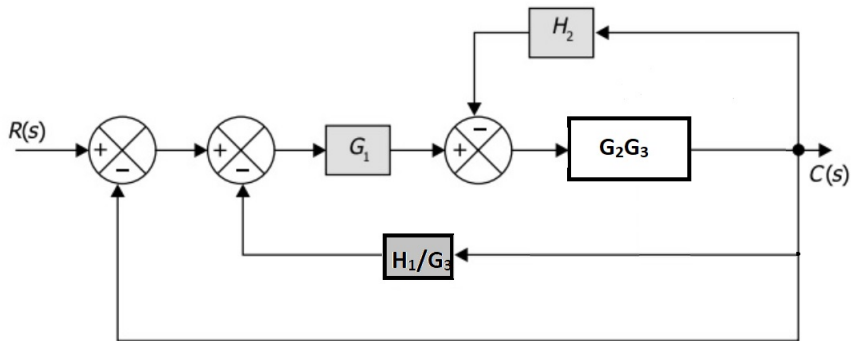 H₂
R(s)
+
−
+
−
G₁
+
−
G₂G₃
C(s)
H₁/G₃